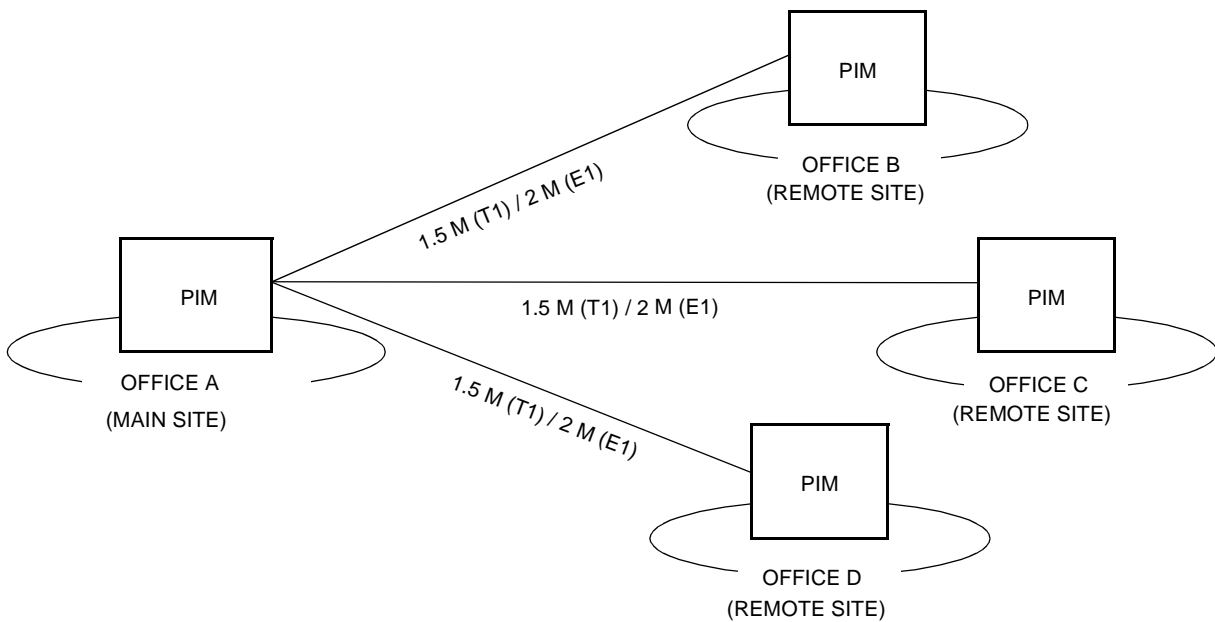 PIM
OFFICE B
(REMOTE SITE)
1.5 M (T1) / 2 M (E1)
PIM
OFFICE A
(MAIN SITE)
1.5 M (T1) / 2 M (E1)
PIM
OFFICE C
(REMOTE SITE)
1.5 M (T1) / 2 M (E1)
PIM
OFFICE D
(REMOTE SITE)